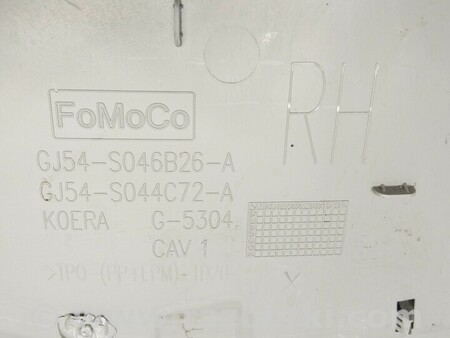 FoMoCo
RH
GJ54-S046B26-A
GJ54-S044C72-A
KOERA G-5304
CAV 1